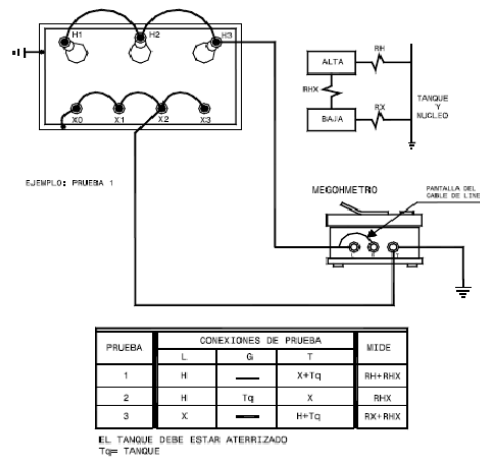 H1
H2
H3
X0
X1
X2
X3
ALTA
RH
RHX
BAJA
RX
TANQUE
Y
NUCLEO
EJEMPLO: PRUEBA 1
MEGOHMETRO
PANTALLA DEL
CABLE DE LINE
PRUEBA
CONEXIONES DE PRUEBA
MIDE
L
G
T
1
H
—
X+Tq
RH+RHX
2
H
Tq
X
RHX
3
X
—
H+Tq
RX+RHX
EL TANQUE DEBE ESTAR ATERRIZADO
Tq= TANQUE